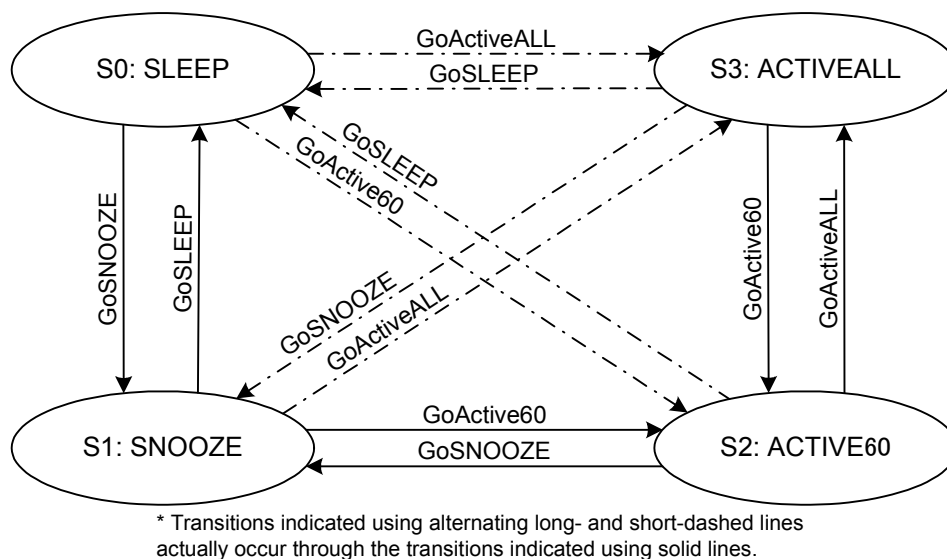 S0: SLEEP
GoActiveALL
GoSLEEP
S3: ACTIVEALL
GoSNOOZE
GoSLEEP
GoActive60
GoSLEEP
GoSNOOZE
GoActiveALL
GoActive60
GoActiveALL
S1: SNOOZE
GoActive60
GoSNOOZE
S2: ACTIVE60
* Transitions indicated using alternating long- and short-dashed lines
actually occur through the transitions indicated using solid lines.